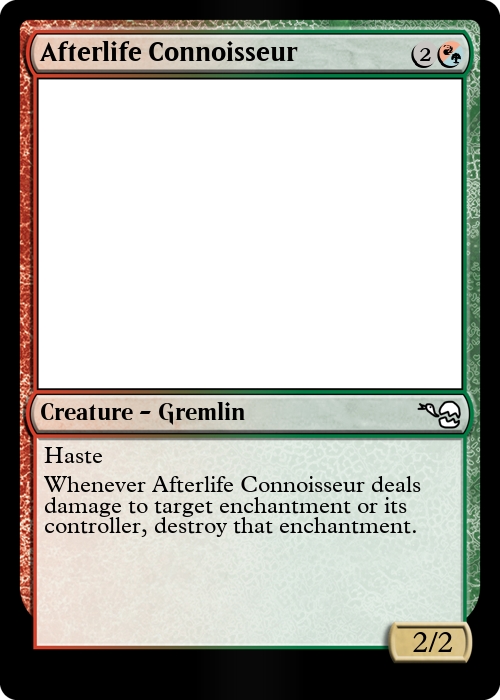 Afterlife Connoisseur 2
Creature – Gremlin
Haste
Whenever Afterlife Connoisseur deals
damage to target enchantment or its
controller, destroy that enchantment.
2/2